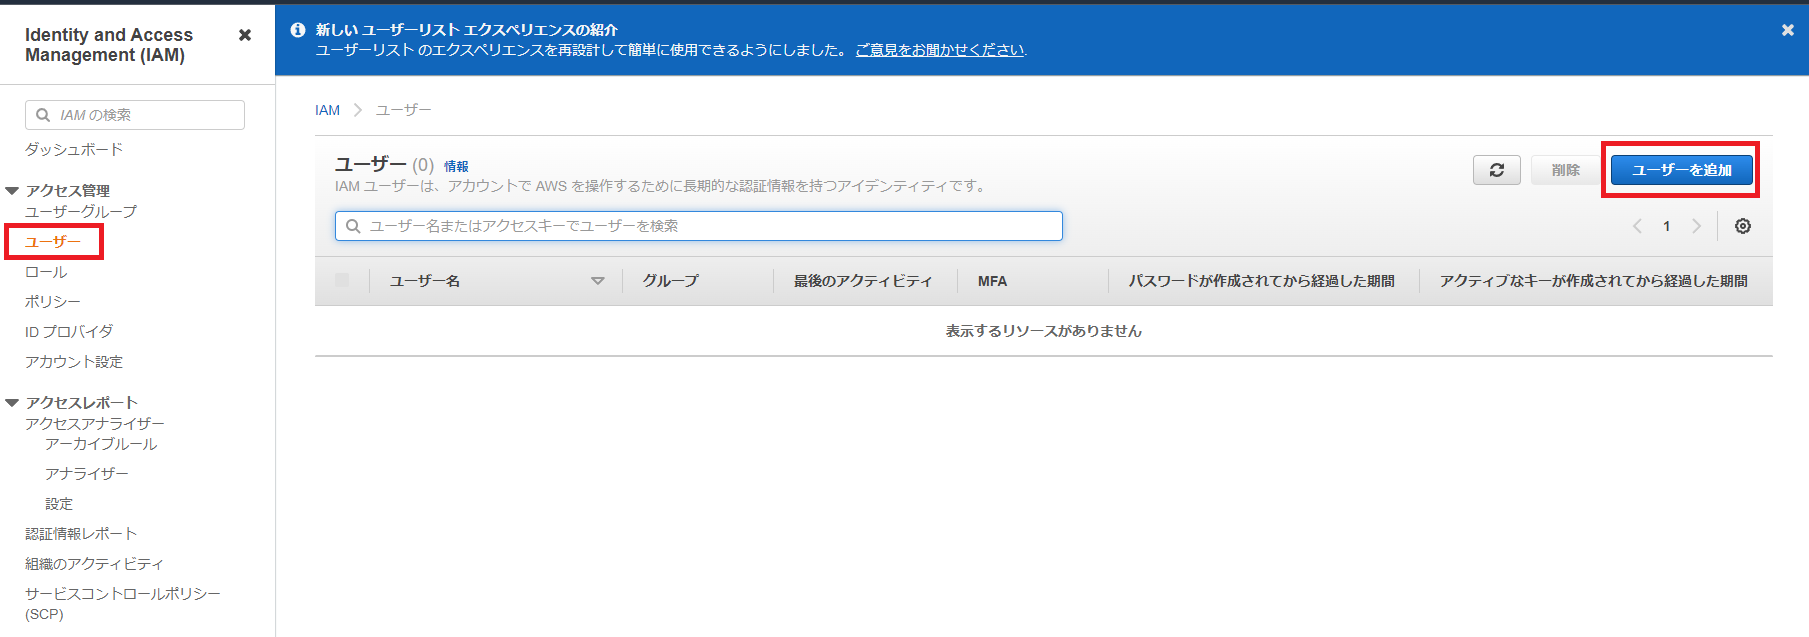 Identity and Access
Management (IAM)
IAM の検索
ダッシュボード
アクセス管理
ユーザーグループ
ユーザー
ロール
ポリシー
ID プロバイダ
アカウント設定
アクセスレポート
アクセスアナライザー
アーカイブルール
アナライザー
設定
認証情報レポート
組織のアクティビティ
サービスコントロールポリシー
(SCP)
新しい ユーザーリスト エクスペリエンスの紹介
ユーザーリスト のエクスペリエンスを再設計して簡単に使用できるようにしました。 ご意見をお聞かせください.
IAM ユーザー
ユーザー (0) 情報
IAM ユーザーは、アカウントで AWS を操作するために長期的な認証情報を持つアイデンティティです。
削除 ユーザーを追加
ユーザー名またはアクセスキーでユーザーを検索
1
ユーザー名 グループ 最後のアクティビティ MFA パスワードが作成されてから経過した期間 アクティブなキーが作成されてから経過した期間
表示するリソースがありません